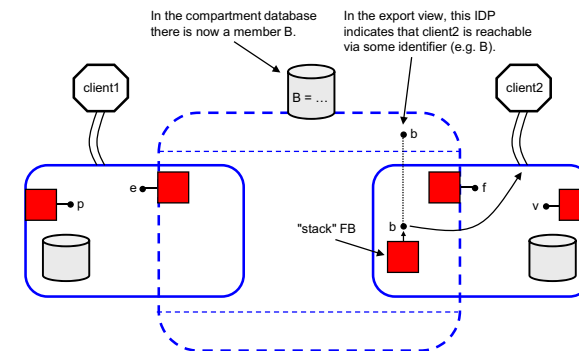 In the compartment database
there is now a member B.
In the export view, this IDP
indicates that client2 is reachable
via some identifier (e.g. B).
client1
B = …
client2
b
e
f
p
v
b
"stack" FB